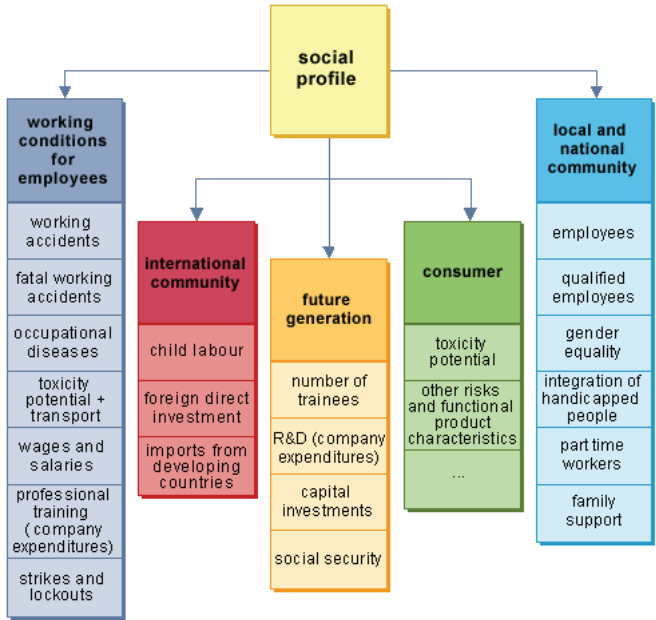 social
profile
working
conditions
for
employees
working
accidents
fatal working
accidents
occupational
diseases
toxicity
potential +
transport
wages and
salaries
professional
training
( company
expenditures)
strikes and
lockouts
international
community
child labour
foreign direct
investment
imports from
developing
countries
future
generation
number of
trainees
R&D (company
expenditures)
capital
investments
social security
consumer
toxicity
potential
other risks
and functional
product
characteristics
...
local and
national
community
employees
qualified
employees
gender
equality
integration of
handicapped
people
part time
workers
family
support